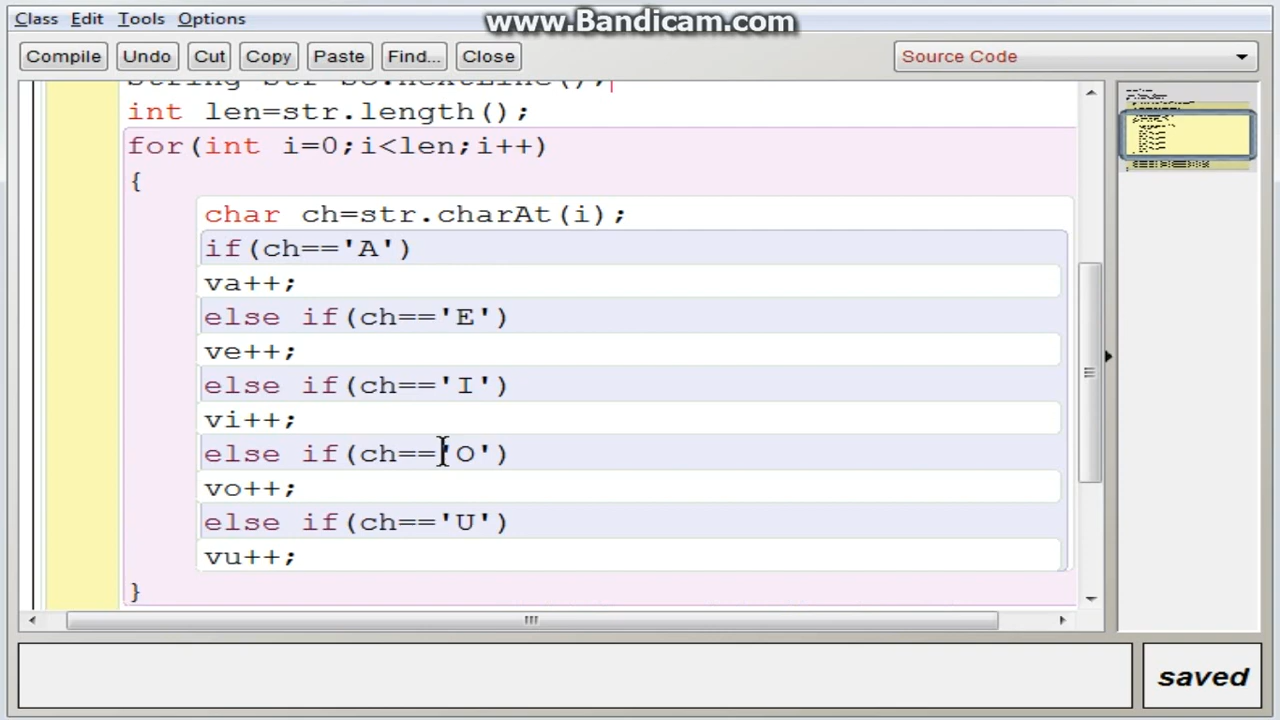 www.Bandicam.com
Class Edit Tools Options
Compile Undo Cut Copy Paste Find... Close Source Code
int len=str.length();
for(int i=0;i<len;i++)
{
char ch=str.charAt(i);
if(ch=='A')
va++;
else if(ch=='E')
ve++;
else if(ch=='I')
vi++;
else if(ch=='O')
vo++;
else if(ch=='U')
vu++;
}
saved